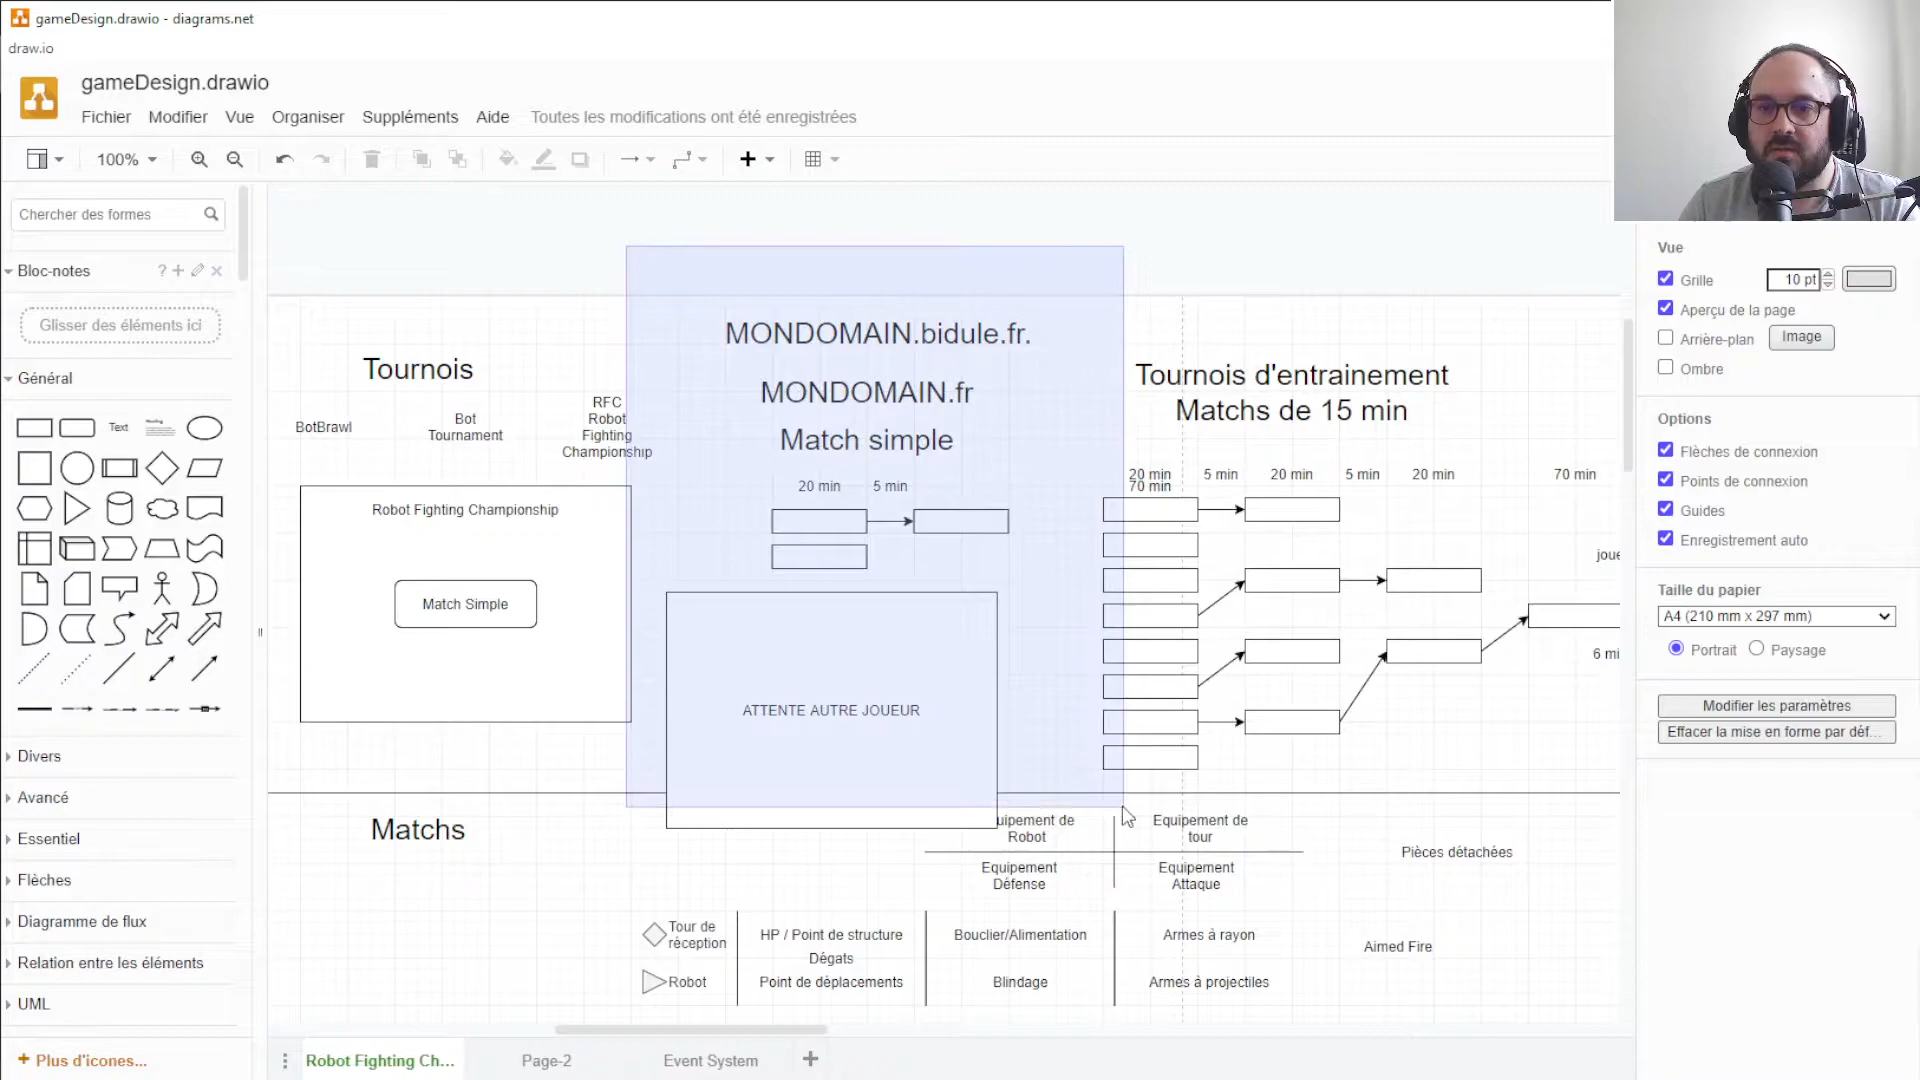 gameDesign.drawio - diagrams.net
draw.io
gameDesign.drawio
Fichier Modifier Vue Organiser Suppléments Aide Toutes les modifications ont été enregistrées
100%
Chercher des formes
Bloc-notes
Glisser des éléments ici
Général
Text
Heading
Divers
Avancé
Essentiel
Flèches
Diagramme de flux
Relation entre les éléments
UML
+ Plus d'icones...
Tournois
BotBrawl
Bot
Tournament
RFC
Robot
Fighting
Championship
Robot Fighting Championship
Match Simple
MONDOMAIN.bidule.fr.
MONDOMAIN.fr
Match simple
20 min 5 min
ATTENTE AUTRE JOUEUR
Tournois d'entrainement
Matchs de 15 min
20 min 5 min 20 min 5 min 20 min 70 min
70 min
joue
6 mi
Matchs
uipement de
Robot
Equipement de
tour
Equipement
Défense
Equipement
Attaque
Pièces détachées
Tour de
réception
HP / Point de structure
Dégats
Bouclier/Alimentation
Armes à rayon
Aimed Fire
Robot
Point de déplacements
Blindage
Armes à projectiles
Robot Fighting Ch... Page-2 Event System
Vue
Grille 10 pt
Aperçu de la page
Arrière-plan Image
Ombre
Options
Flèches de connexion
Points de connexion
Guides
Enregistrement auto
Taille du papier
A4 (210 mm x 297 mm)
Portrait Paysage
Modifier les paramètres
Effacer la mise en forme par déf...